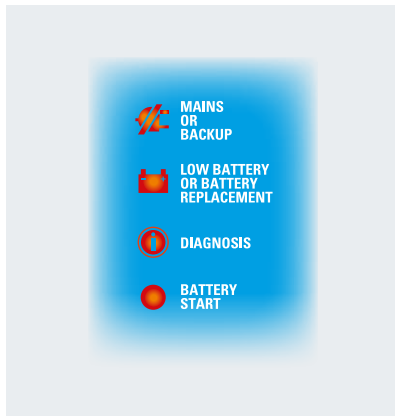 MAINS
OR
BACKUP
LOW BATTERY
OR BATTERY
REPLACEMENT
DIAGNOSIS
BATTERY
START